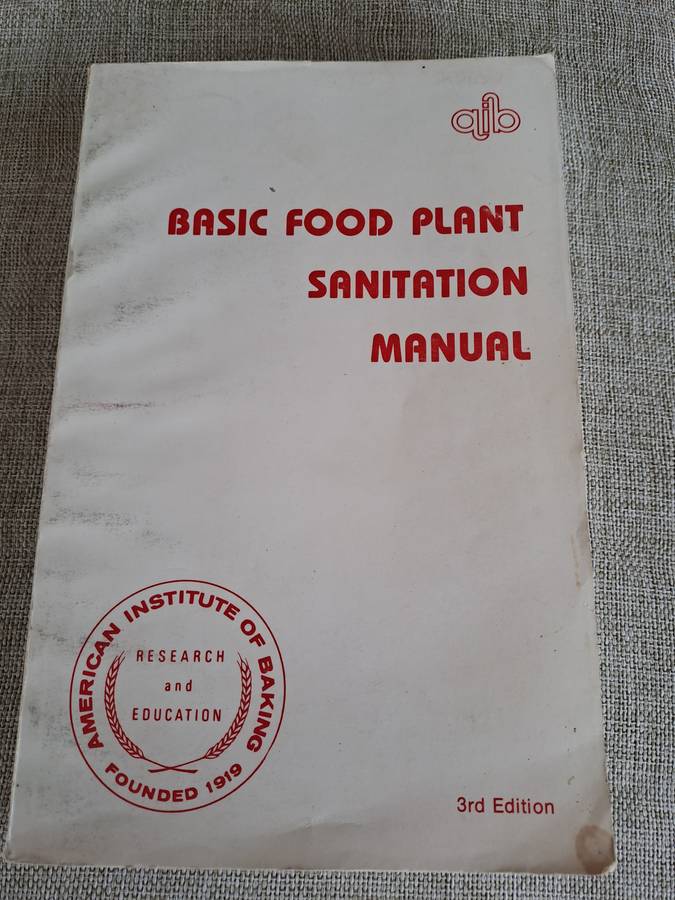 aib
BASIC FOOD PLANT
SANITATION
MANUAL
AMERICAN INSTITUTE OF BAKING
RESEARCH
and
EDUCATION
FOUNDED 1919
3rd Edition